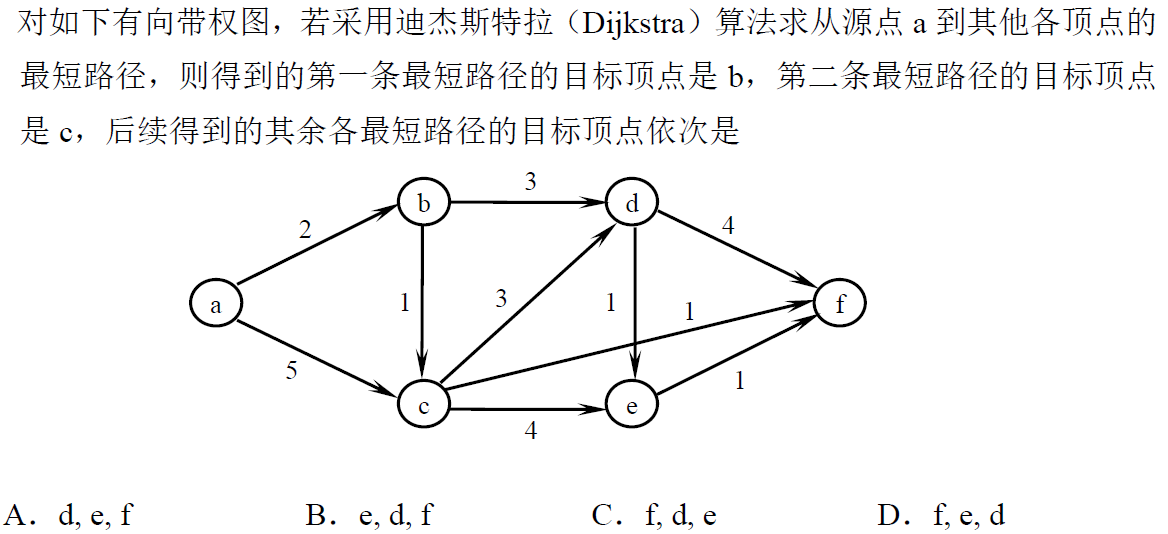 对如下有向带权图，若采用迪杰斯特拉（Dijkstra）算法求从源点 a 到其他各顶点的
最短路径，则得到的第一条最短路径的目标顶点是 b，第二条最短路径的目标顶点
是 c，后续得到的其余各最短路径的目标顶点依次是
b 3 d
2 4
a 1 3 1 1 f
5 1
c e
4
A．d, e, f B．e, d, f C．f, d, e D．f, e, d